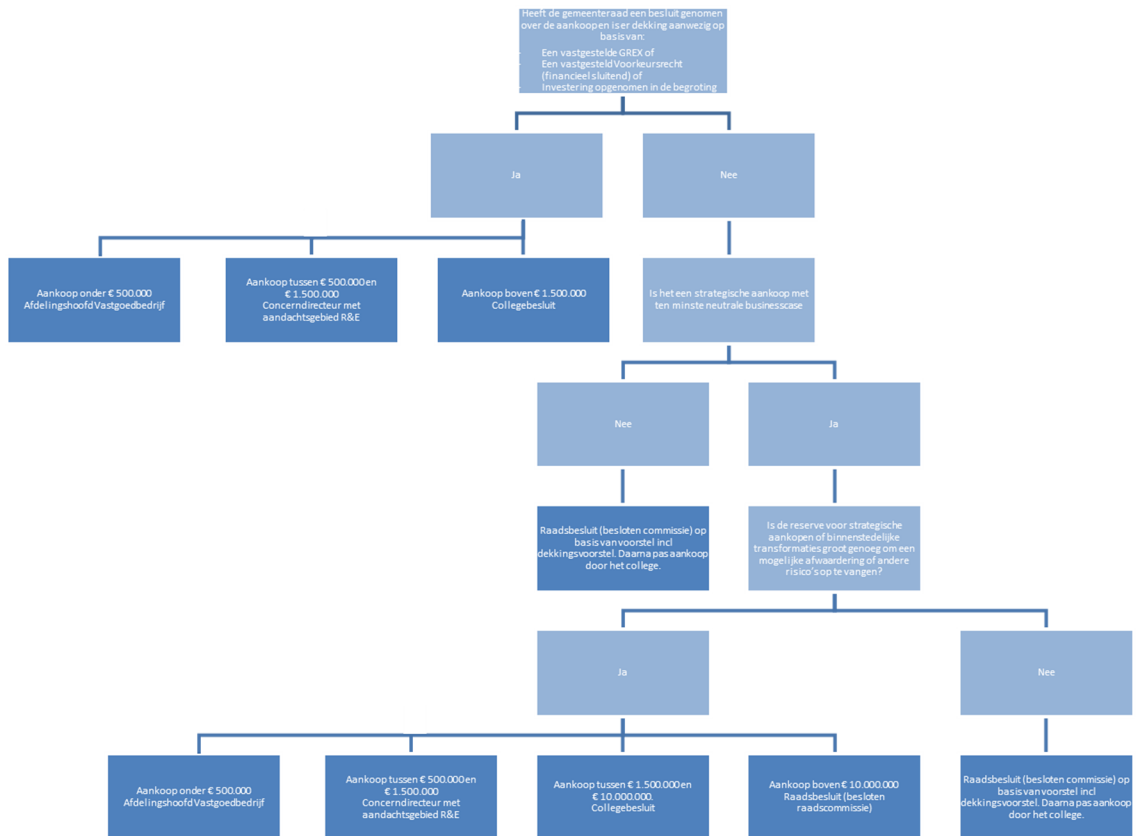 Heeft de gemeenteraad een besluit genomen
over de aankoop en is er dekking aanwezig op
basis van:
Een vastgestelde GREX of
Een vastgesteld Voorkeursrecht
(financieel sluitend) of
Investering opgenomen in de begroting
Ja
Nee
Aankoop onder € 500.000
Afdelingshoofd Vastgoedbedrijf
Aankoop tussen € 500.000 en
€ 1.500.000
Concerndirecteur met
aandachtsgebied R&E
Aankoop boven € 1.500.000
Collegebesluit
Is het een strategische aankoop met
ten minste neutrale businesscase
Nee
Ja
Raadsbesluit (besloten commissie) op
basis van voorstel incl
dekkingsvoorstel. Daarna pas aankoop
door het college.
Is de reserve voor strategische
aankopen of binnenstedelijke
transformaties groot genoeg om een
mogelijke afwaardering of andere
risico's op te vangen?
Ja
Nee
Aankoop onder € 500.000
Afdelingshoofd Vastgoedbedrijf
Aankoop tussen € 500.000 en
€ 1.500.000
Concerndirecteur met
aandachtsgebied R&E
Aankoop tussen € 1.500.000 en
€ 10.000.000.
Collegebesluit
Aankoop boven € 10.000.000
Raadsbesluit (besloten
raadscommissie)
Raadsbesluit (besloten commissie) op
basis van voorstel incl
dekkingsvoorstel. Daarna pas aankoop
door het college.